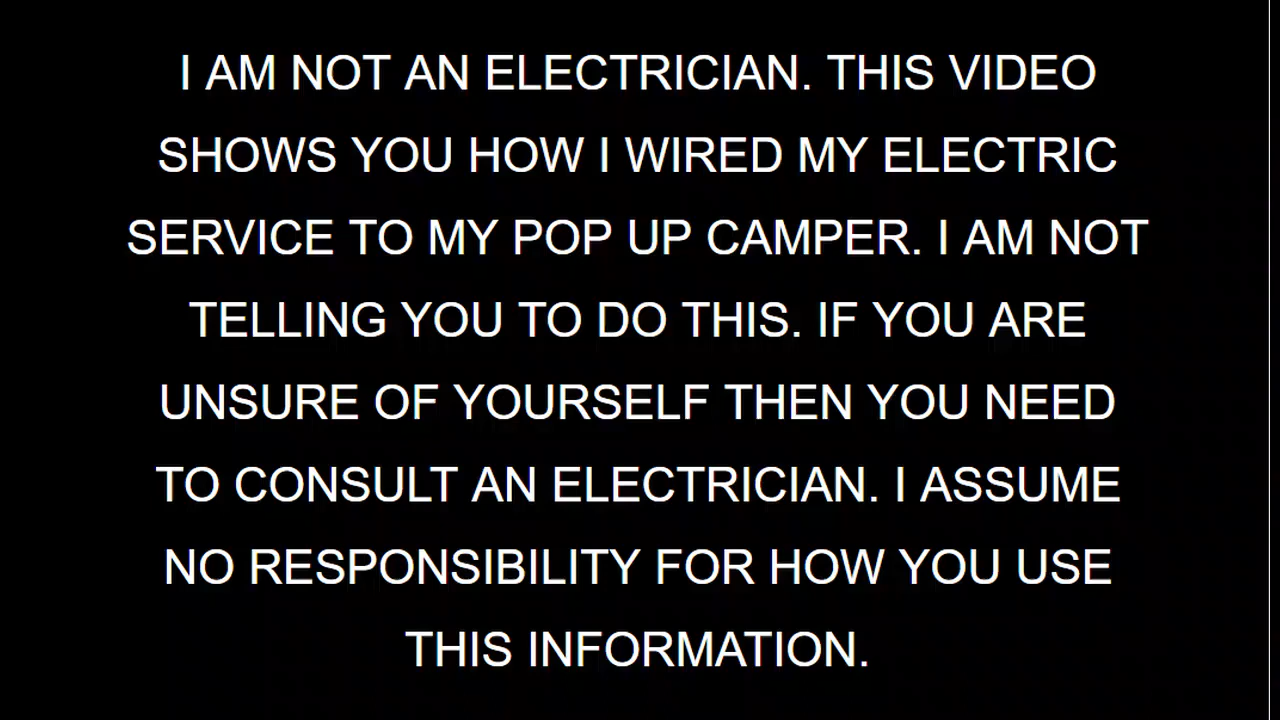 I AM NOT AN ELECTRICIAN. THIS VIDEO
SHOWS YOU HOW I WIRED MY ELECTRIC
SERVICE TO MY POP UP CAMPER. I AM NOT
TELLING YOU TO DO THIS. IF YOU ARE
UNSURE OF YOURSELF THEN YOU NEED
TO CONSULT AN ELECTRICIAN. I ASSUME
NO RESPONSIBILITY FOR HOW YOU USE
THIS INFORMATION.